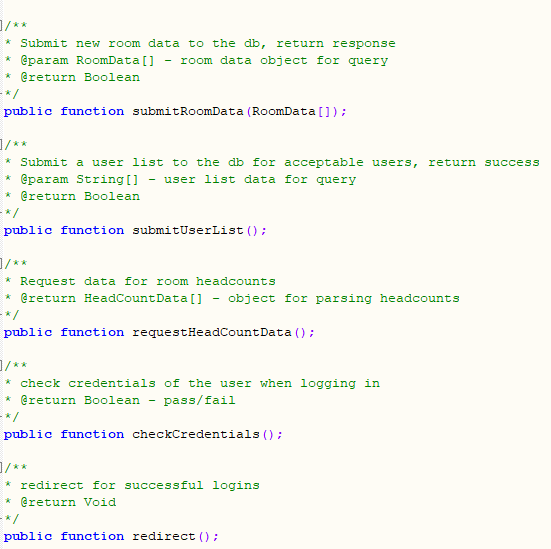 /**
* Submit new room data to the db, return response
* @param RoomData[] - room data object for query
* @return Boolean
*/
public function submitRoomData(RoomData[]);
/**
* Submit a user list to the db for acceptable users, return success
* @param String[] - user list data for query
* @return Boolean
*/
public function submitUserList();
/**
* Request data for room headcounts
* @return HeadCountData[] - object for parsing headcounts
*/
public function requestHeadCountData();
/**
* check credentials of the user when logging in
* @return Boolean - pass/fail
*/
public function checkCredentials();
/**
* redirect for successful logins
* @return Void
*/
public function redirect();